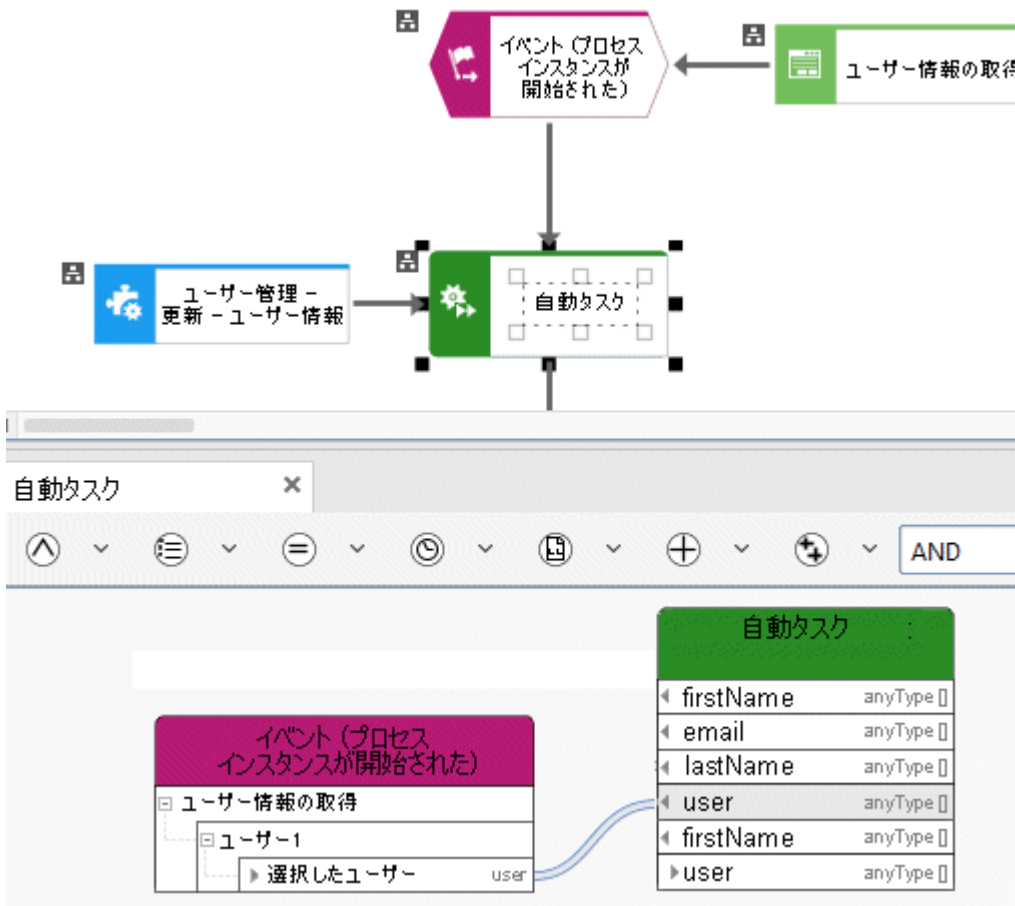 イベント (プロセス
インスタンスが
開始された)
ユーザー情報の取得
ユーザー管理 –
更新 – ユーザー情報
自動タスク
自動タスク ×
AND
自動タスク :
firstName anyType []
email anyType []
lastName anyType []
user anyType []
firstName anyType []
user anyType []
イベント (プロセス
インスタンスが開始された)
ユーザー情報の取得
ユーザー1
選択したユーザー user